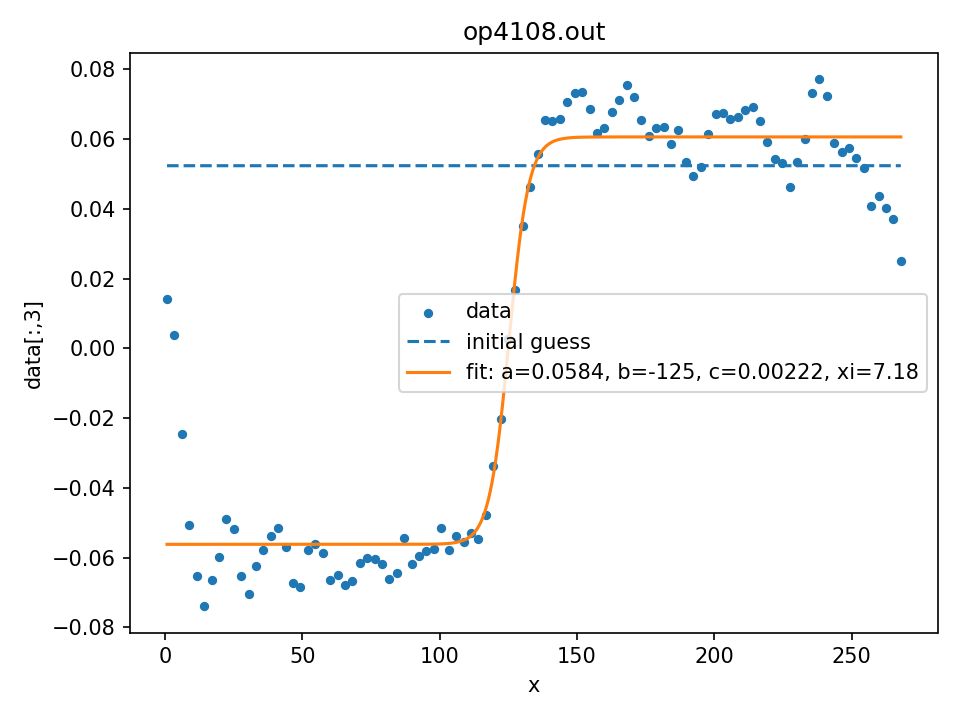 op4108.out
0.08
0.06
0.04
0.02
0.00
−0.02
−0.04
−0.06
−0.08
data[:,3]
data
initial guess
fit: a=0.0584, b=-125, c=0.00222, xi=7.18
0 50 100 150 200 250
x